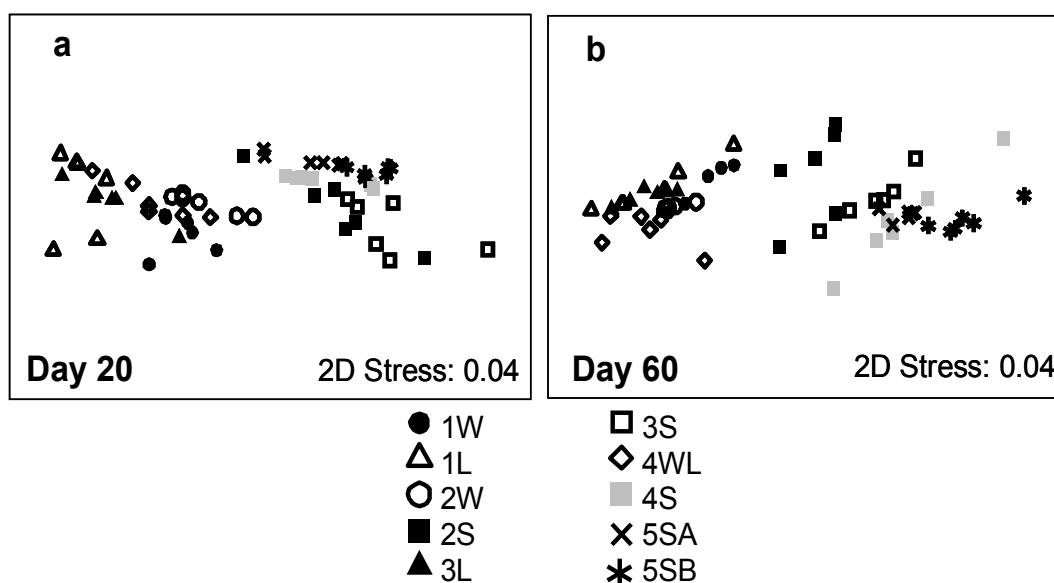 a
Day 20
2D Stress: 0.04
b
Day 60
2D Stress: 0.04
1W
1L
2W
2S
3L
3S
4WL
4S
5SA
5SB